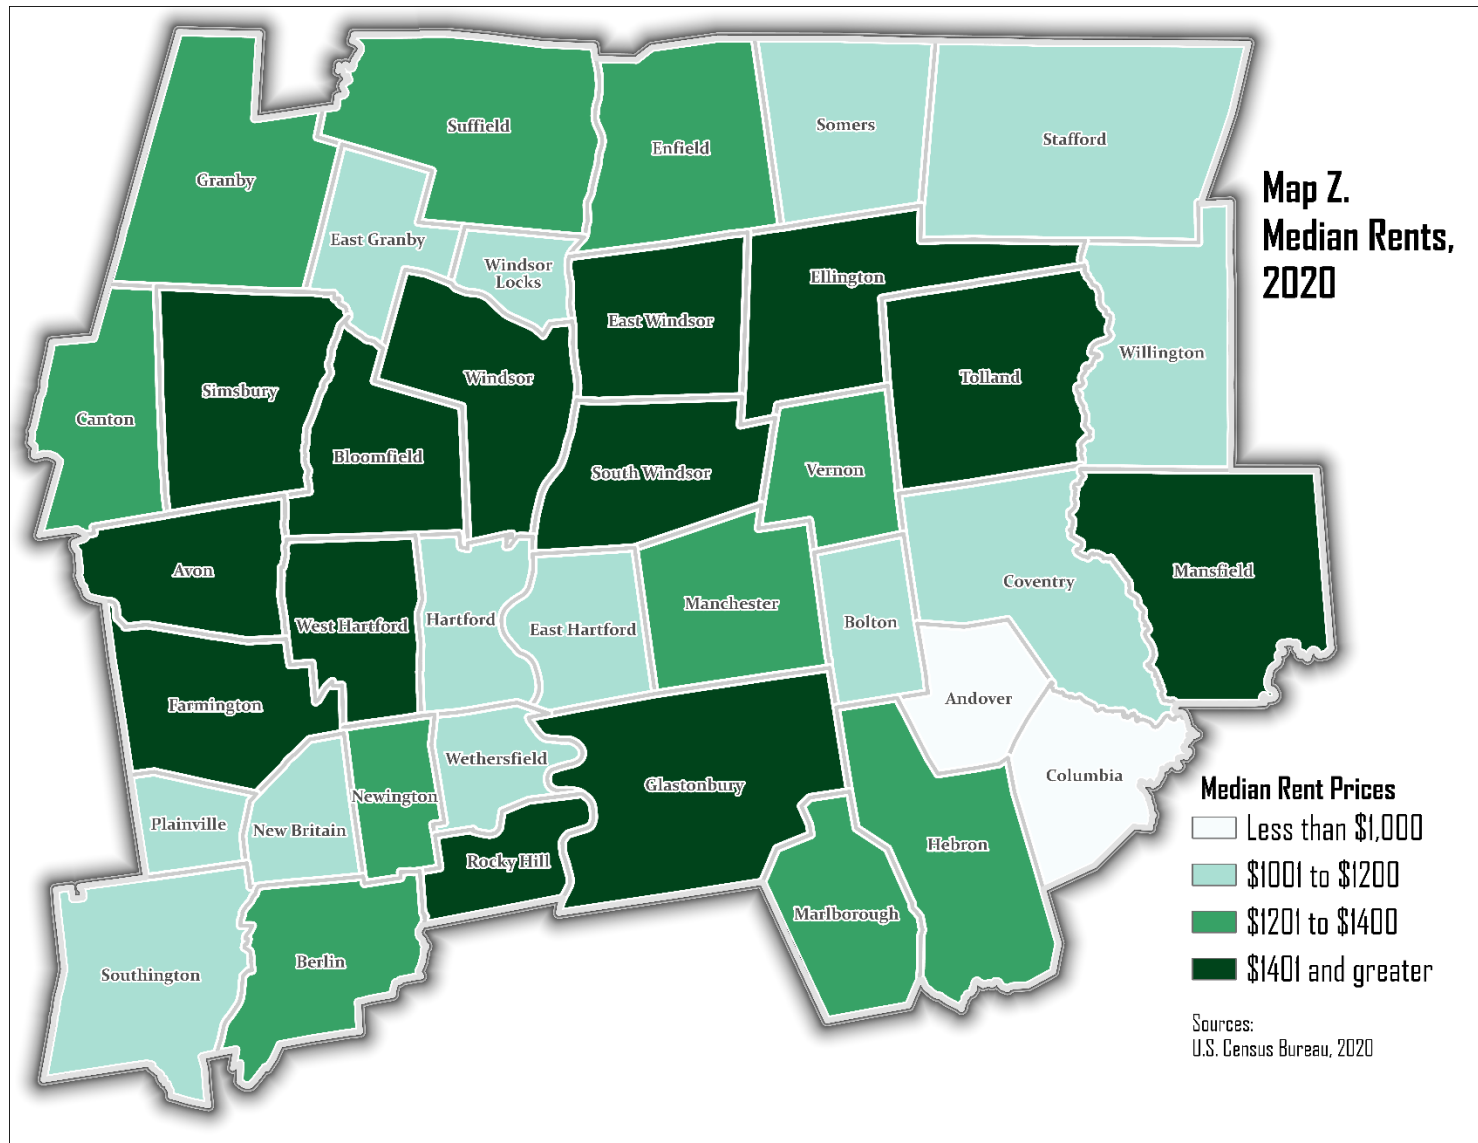 Map Z.
Median Rents,
2020
Suffield
Somers
Enfield
Stafford
Granby
East Granby
Windsor
Locks
Ellington
East Windsor
Willington
Windsor
Tolland
Simsbury
Canton
Bloomfield
South Windsor
Vernon
Avon
Mansfield
Coventry
Manchester
Hartford
West Hartford
East Hartford
Bolton
Andover
Farmington
Wethersfield
Columbia
Glastonbury
Newington
Plainville
New Britain
Hebron
Rocky Hill
Marlborough
Berlin
Southington
Median Rent Prices
Less than $1,000
$1001 to $1200
$1201 to $1400
$1401 and greater
Sources:
U.S. Census Bureau, 2020